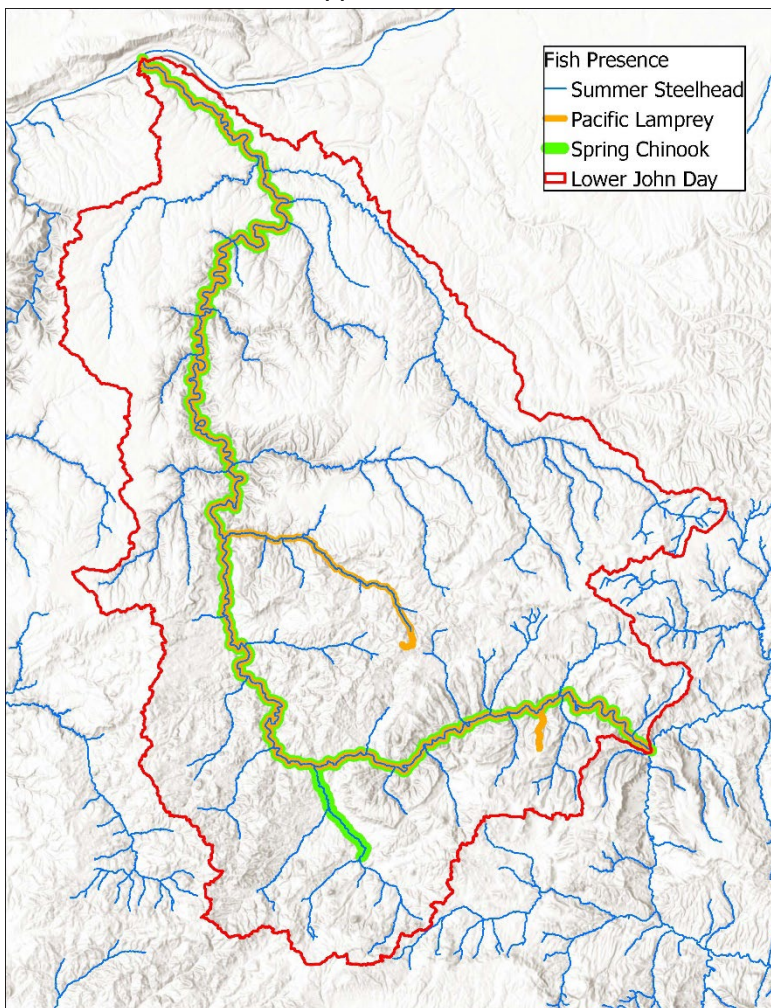 Fish Presence
Summer Steelhead
Pacific Lamprey
Spring Chinook
Lower John Day